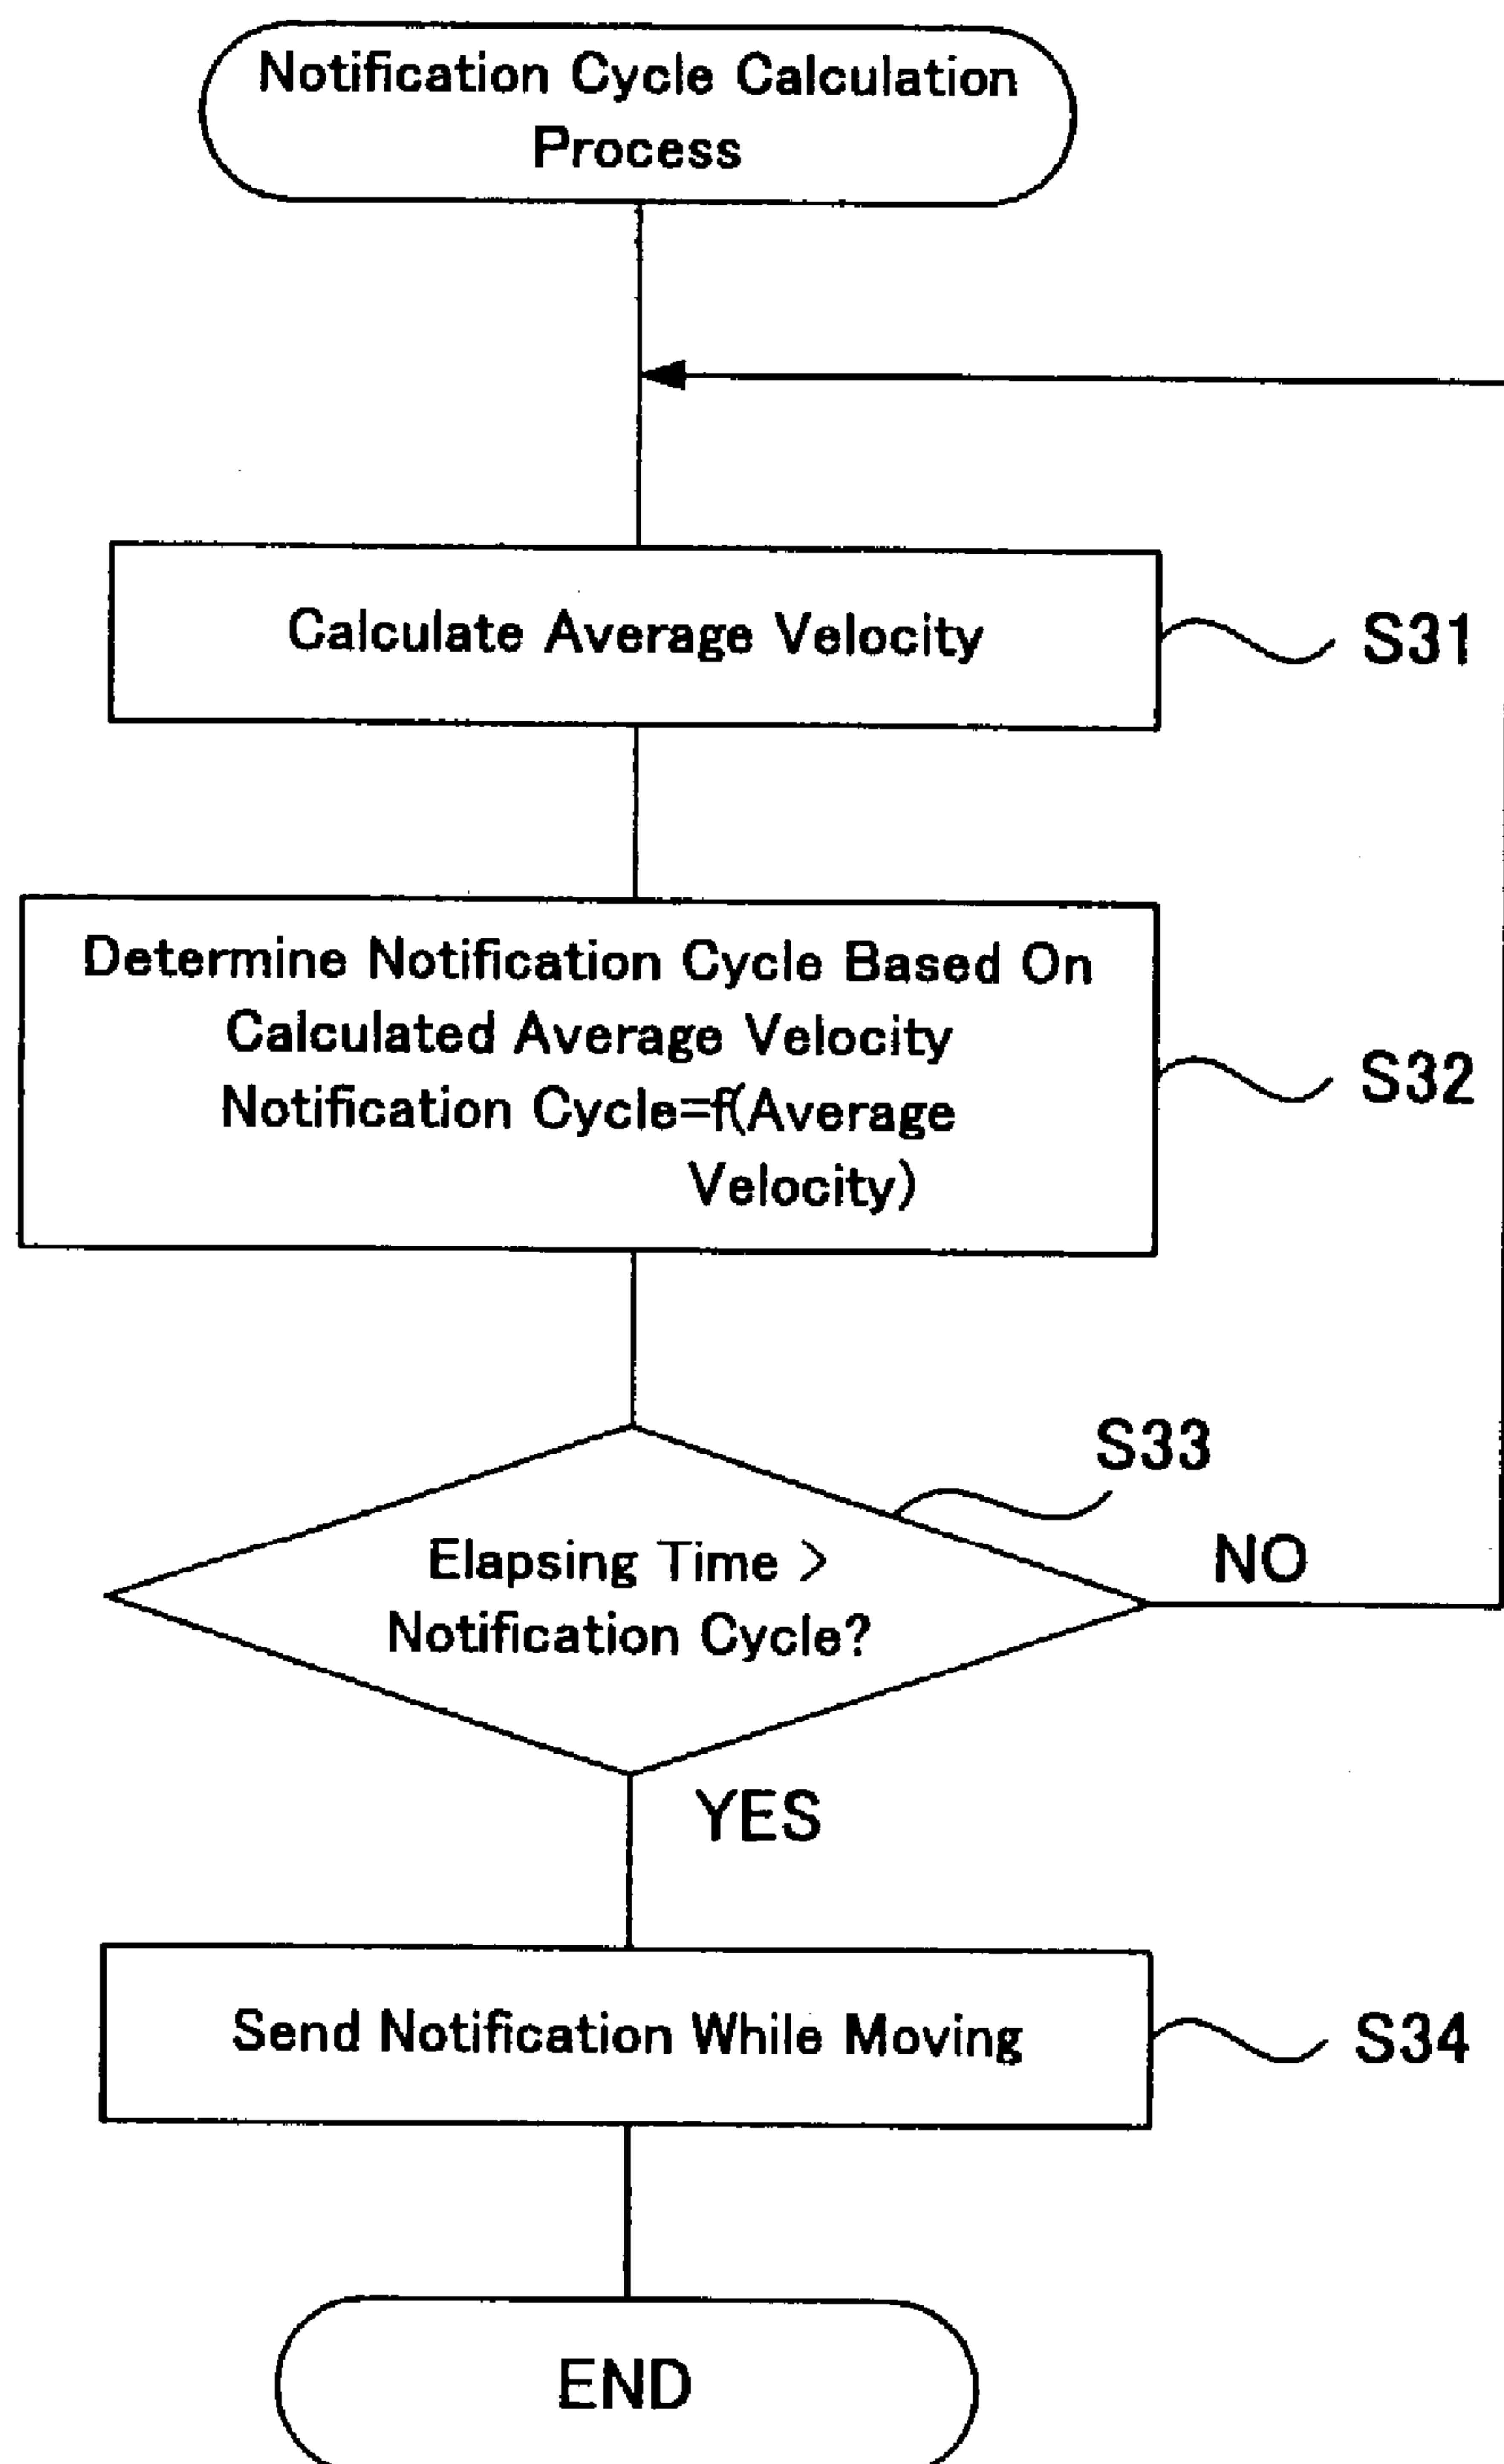 Notification Cycle Calculation
Process
Calculate Average Velocity
S31
Determine Notification Cycle Based On
Calculated Average Velocity
Notification Cycle=f(Average
Velocity)
S32
S33
Elapsing Time >
Notification Cycle?
NO
YES
Send Notification While Moving
S34
END